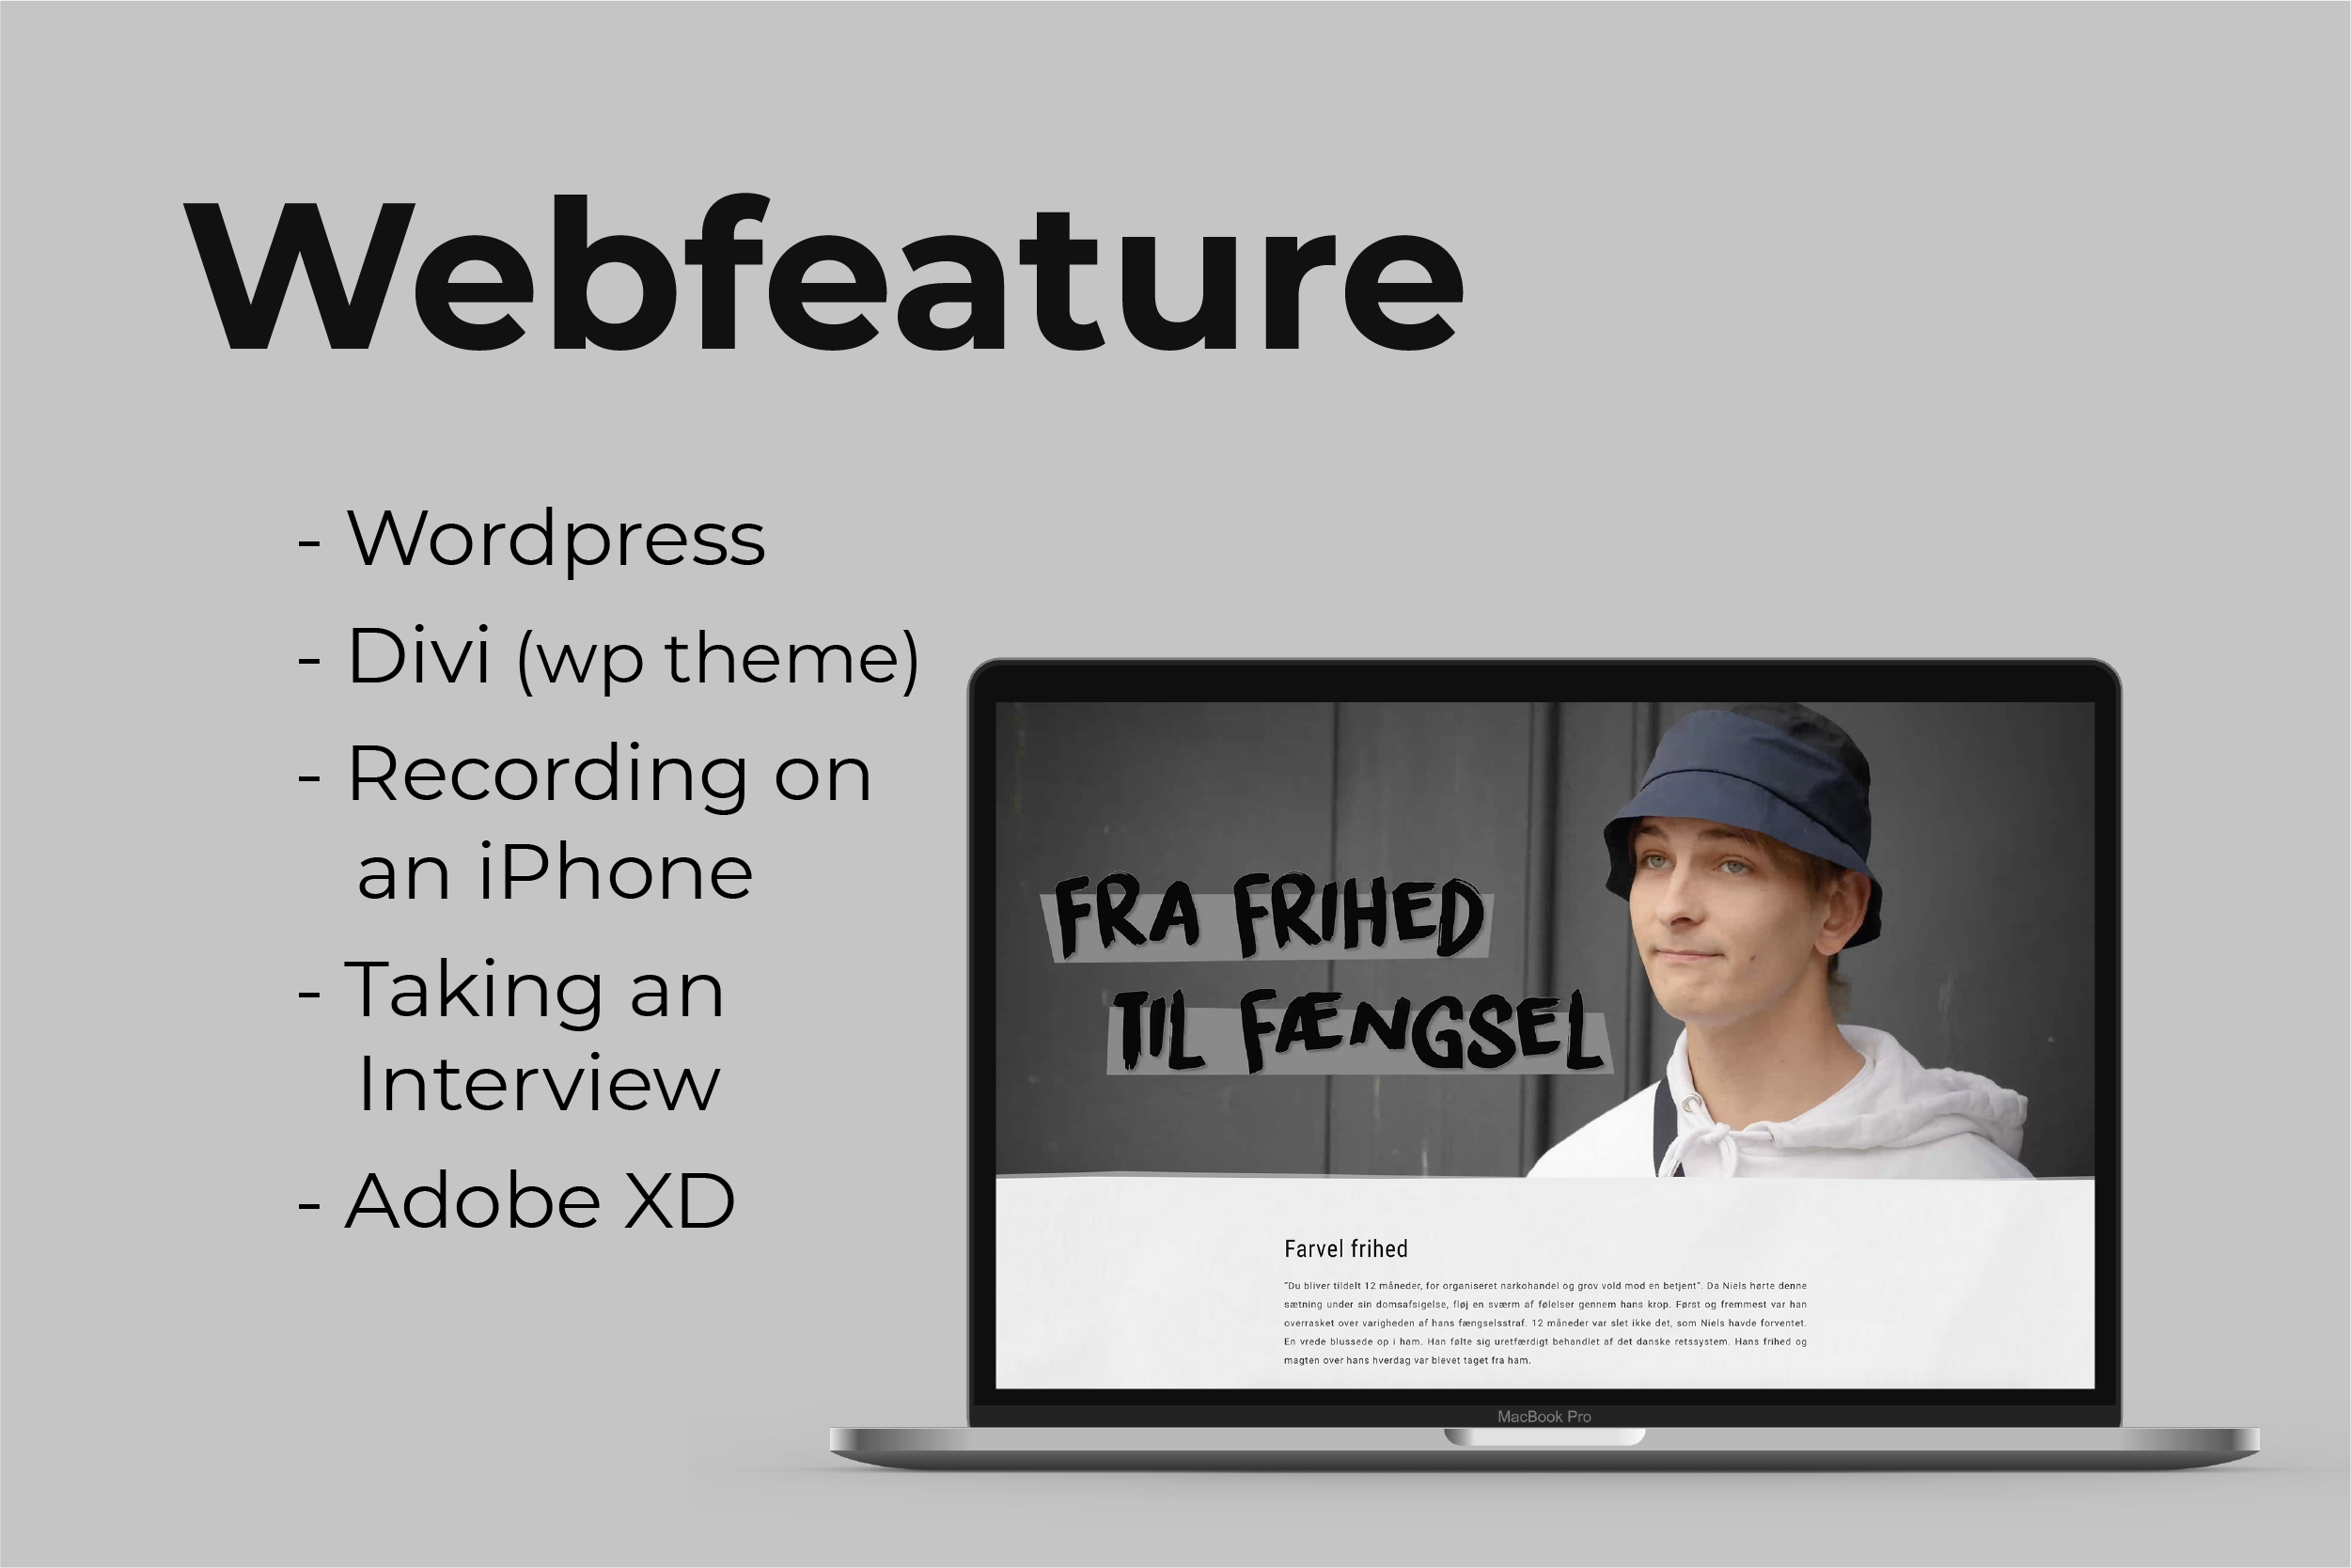 Webfeature
- Wordpress
- Divi (wp theme)
- Recording on
an iPhone
- Taking an
Interview
- Adobe XD
FRA FRIHED
TIL FÆNGSEL
Farvel frihed
"Du bliver tildelt 12 måneder, for organiseret narkohandel og grov vold mod en betjent". Da Niels hørte denne
sætning under sin domsafsigelse, fløj en sværm af følelser gennem hans krop. Først og fremmest var han
overrasket over varigheden af hans fængselsstraf. 12 måneder var slet ikke det, som Niels havde forventet.
En vrede blussede op i ham. Han følte sig uretfærdigt behandlet af det danske retssystem. Hans frihed og
magten over hans hverdag var blevet taget fra ham.
MacBook Pro